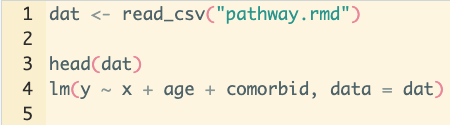 1 dat <- read_csv("pathway.rmd")
2
3 head(dat)
4 lm(y ~ x + age + comorbid, data = dat)
5